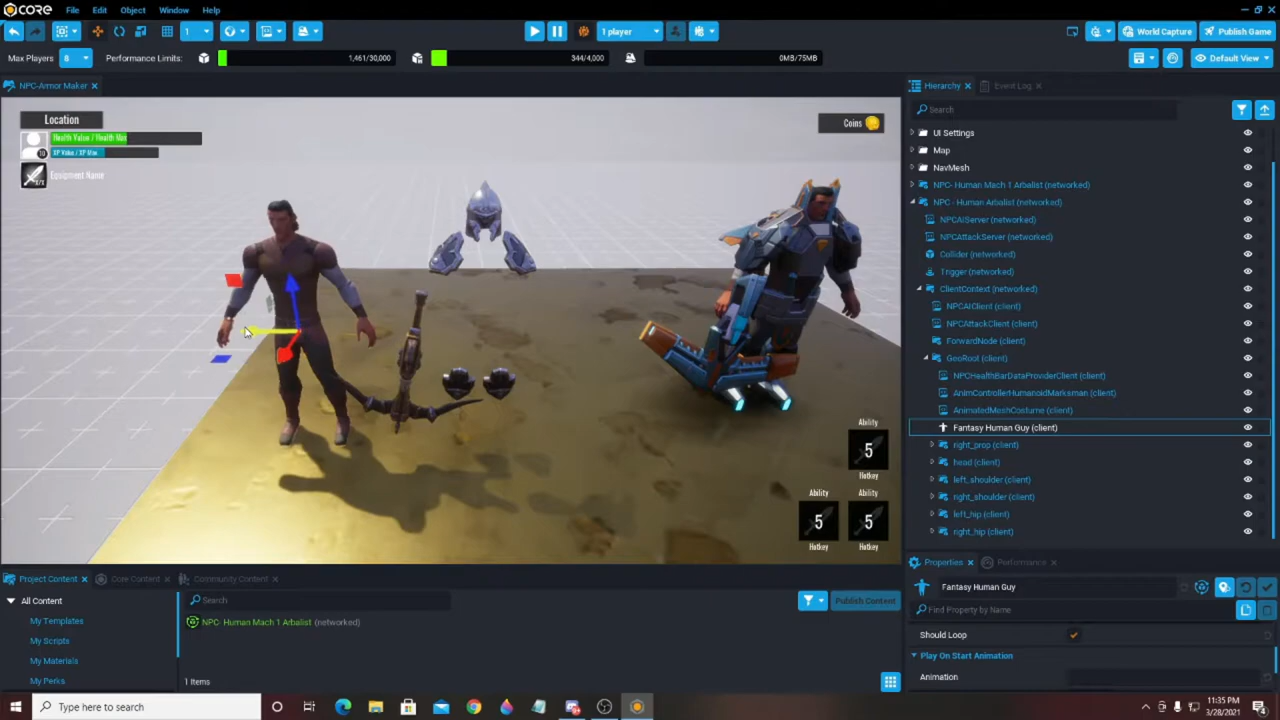 CORE File Edit Object Window Help
1 1 player World Capture Publish Game
Max Players 8 Performance Limits: 1,461/30,000 344/4,000 0MB/75MB Default View
NPC-Armor Maker
Location
Health Value / Health Max
10 XP Value / XP Max
Equipment Name
Coins
Ability
5
Hotkey
Ability Ability
5 5
Hotkey Hotkey
Hierarchy Event Log
Search
UI Settings
Map
NavMesh
NPC- Human Mach 1 Arbalist (networked)
NPC - Human Arbalist (networked)
NPCAIServer (networked)
NPCAttackServer (networked)
Collider (networked)
Trigger (networked)
ClientContext (networked)
NPCAIClient (client)
NPCAttackClient (client)
ForwardNode (client)
GeoRoot (client)
NPCHealthBarDataProviderClient (client)
AnimControllerHumanoidMarksman (client)
AnimatedMeshCostume (client)
Fantasy Human Guy (client)
right_prop (client)
head (client)
left_shoulder (client)
right_shoulder (client)
left_hip (client)
right_hip (client)
Properties Performance
Fantasy Human Guy
Find Property by Name
Should Loop
Play On Start Animation
Animation
Project Content Core Content Community Content
All Content
My Templates
My Scripts
My Materials
My Perks
Search Publish Content
NPC- Human Mach 1 Arbalist (networked)
1 Items
Type here to search
11:35 PM
3/28/2021